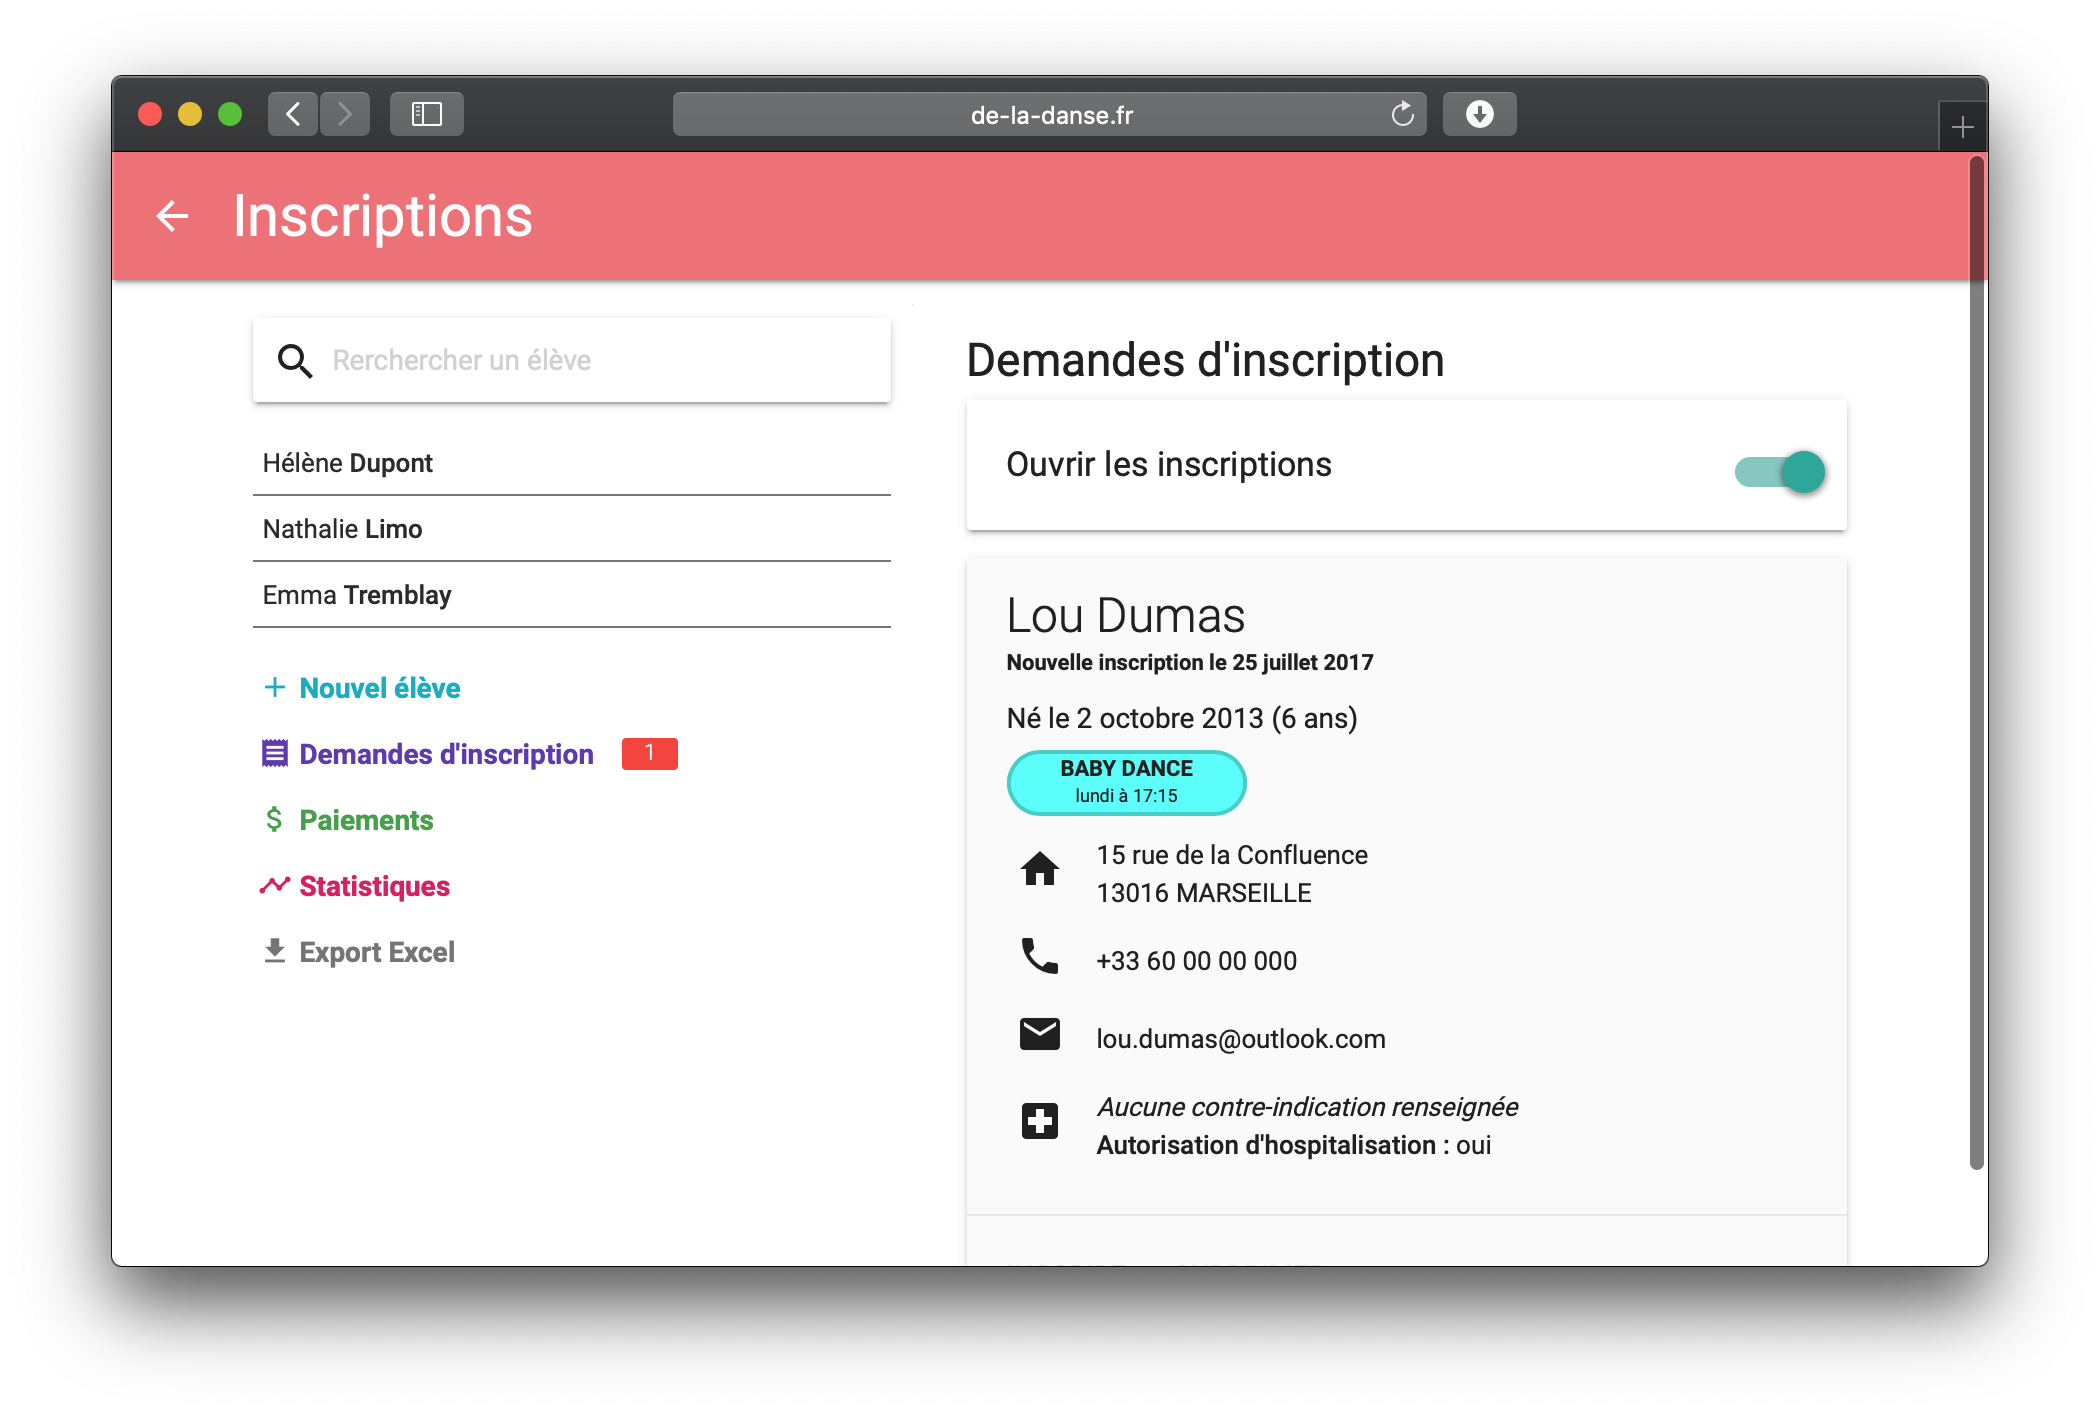 de-la-danse.fr
Inscriptions
Rerchercher un élève
Hélène Dupont
Nathalie Limo
Emma Tremblay
Nouvel élève
Demandes d'inscription 1
Paiements
Statistiques
Export Excel
Demandes d'inscription
Ouvrir les inscriptions
Lou Dumas
Nouvelle inscription le 25 juillet 2017
Né le 2 octobre 2013 (6 ans)
BABY DANCE
lundi à 17:15
15 rue de la Confluence
13016 MARSEILLE
+33 60 00 00 000
lou.dumas@outlook.com
Aucune contre-indication renseignée
Autorisation d'hospitalisation : oui